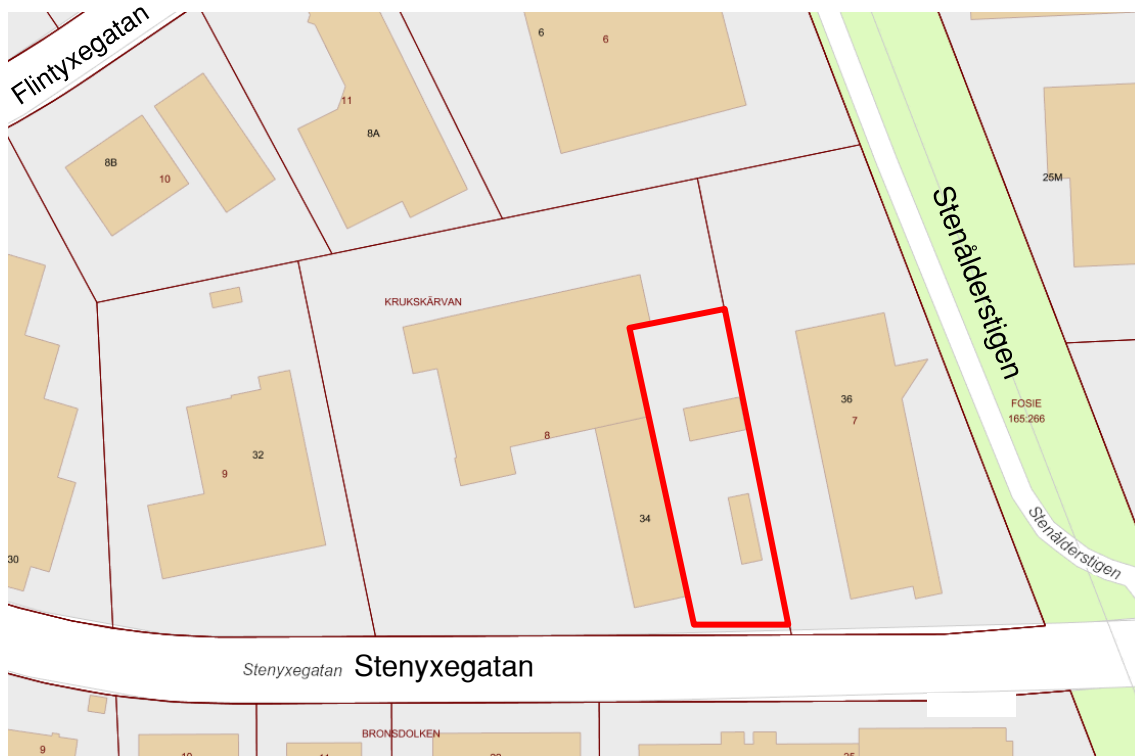 Flintyxegatan
6
6
11
8A
8B
10
25M
Stenålderstigen
KRUKSKÄRVAN
36
7
FOSIE
165:266
8
32
9
34
Stenålderstigen
30
Stenyxegatan
Stenyxegatan
BRONSDOLKEN
9